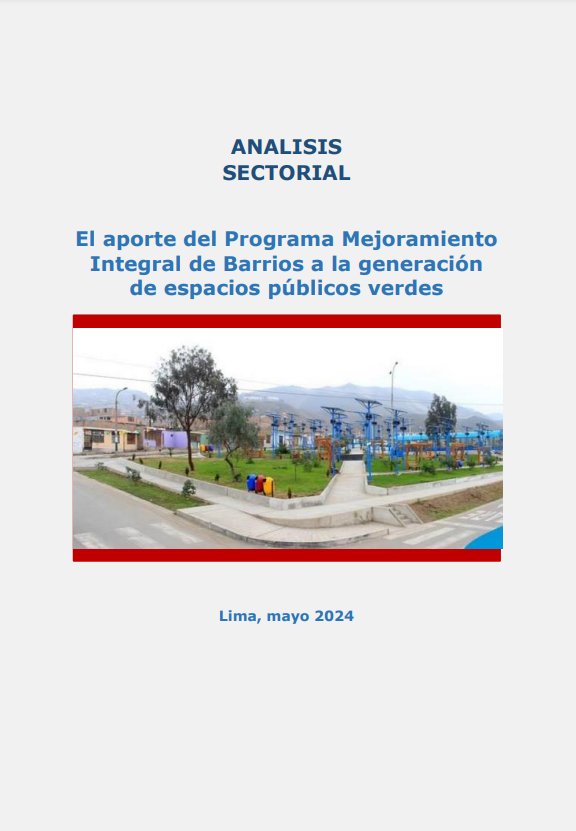 ANALISIS
SECTORIAL
El aporte del Programa Mejoramiento
Integral de Barrios a la generación
de espacios públicos verdes
Lima, mayo 2024